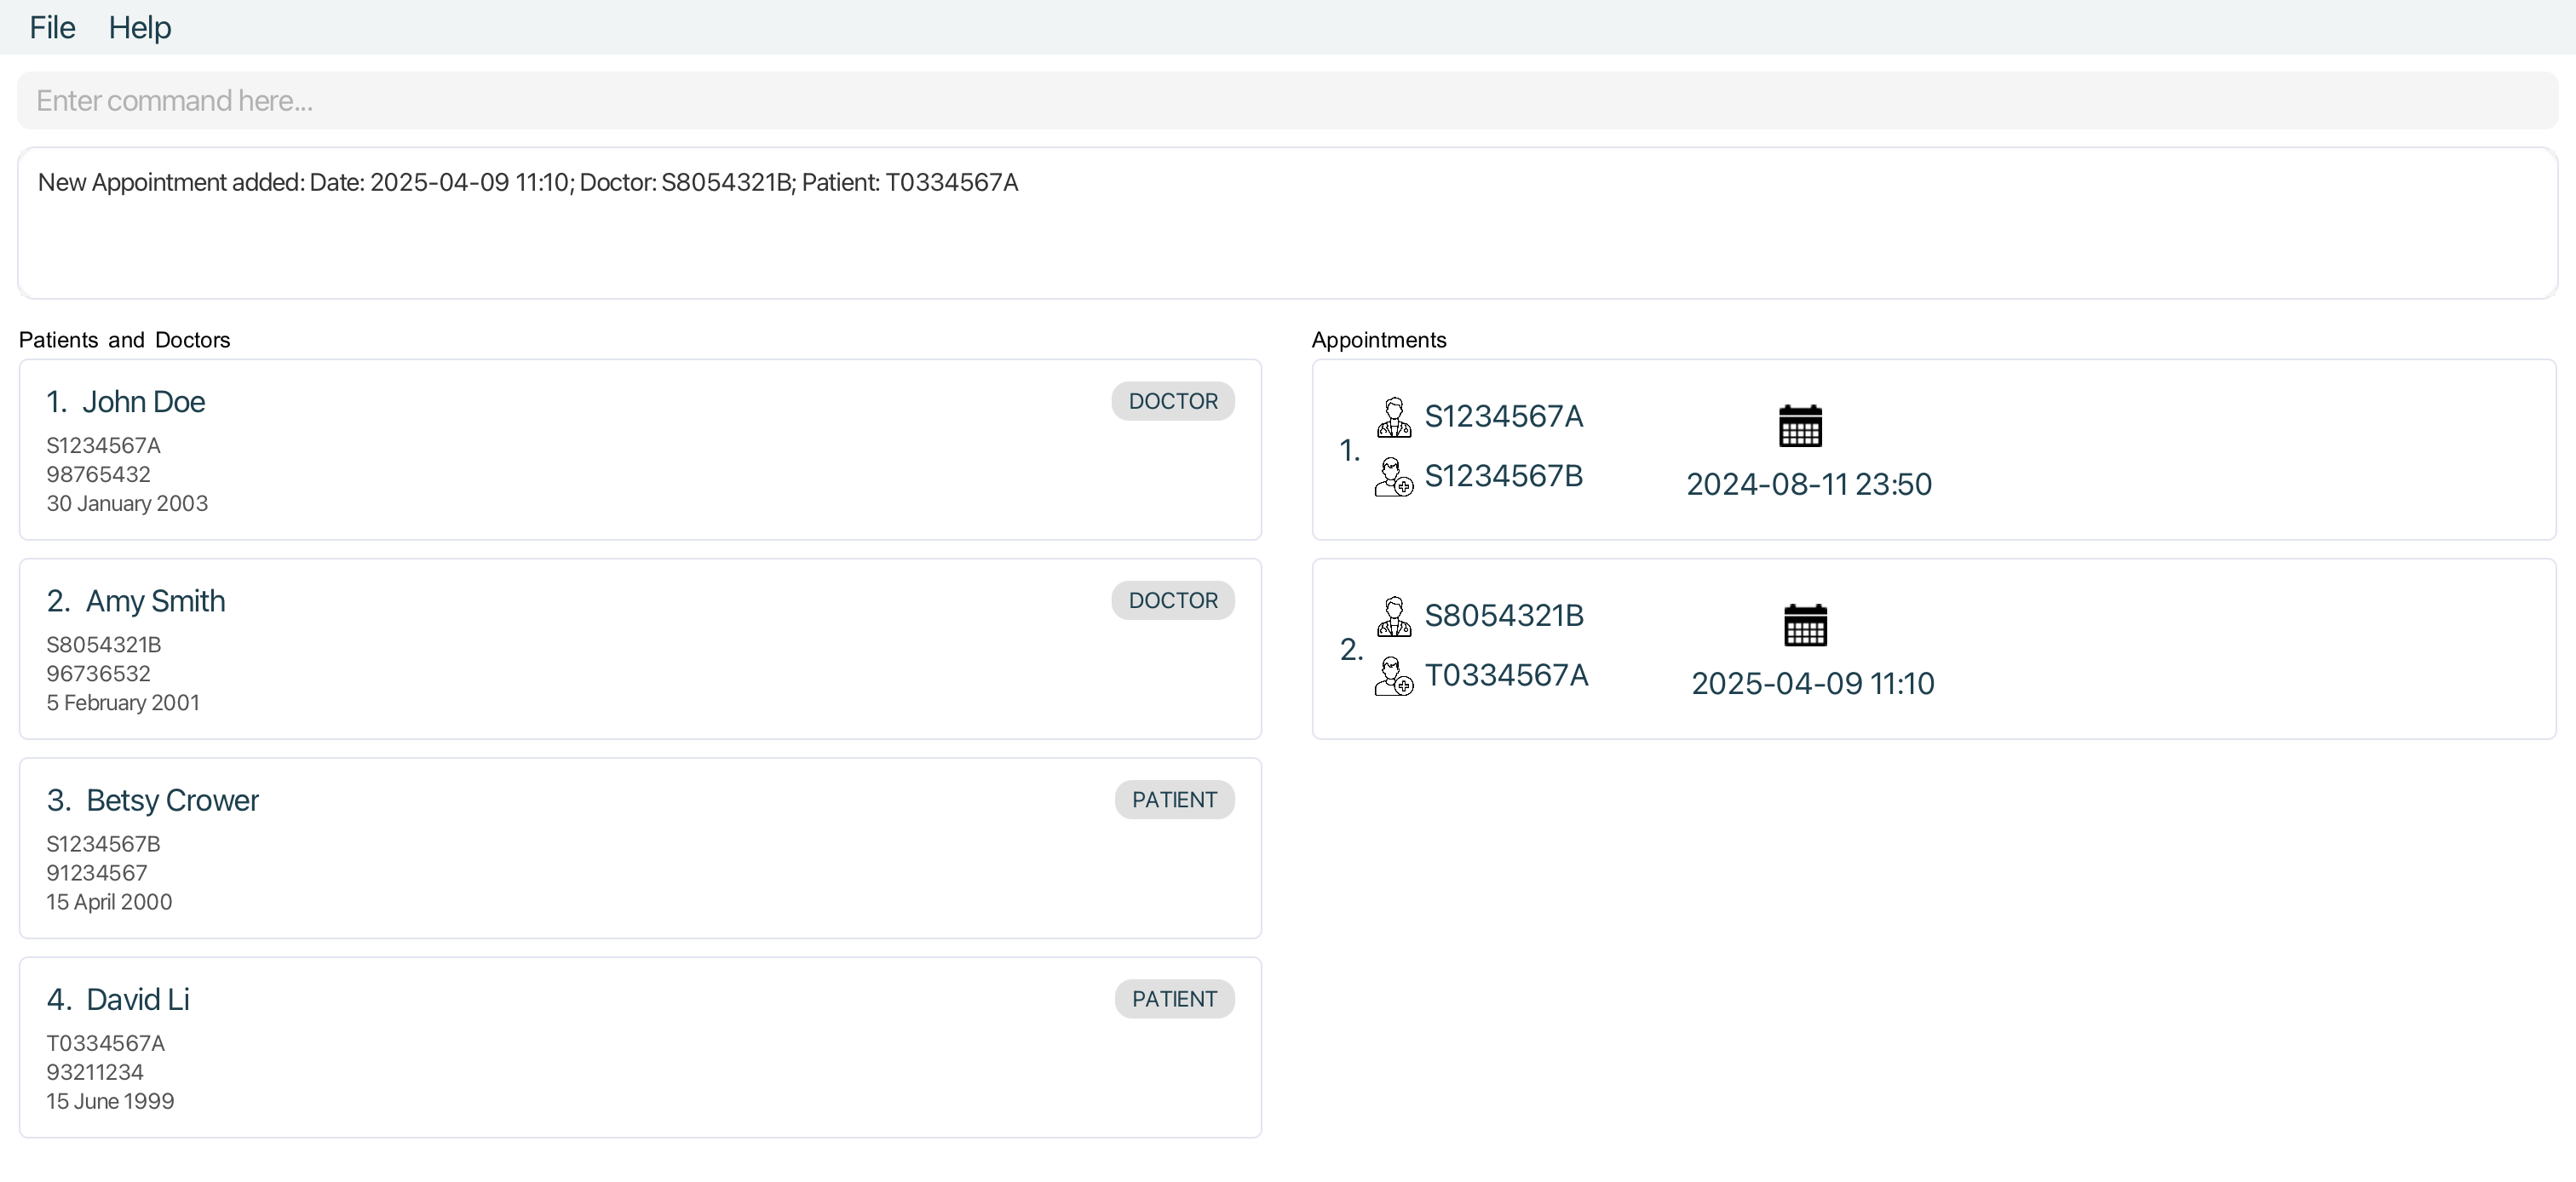 File Help
Enter command here...
New Appointment added: Date: 2025-04-09 11:10; Doctor: S8054321B; Patient: T0334567A
Patients and Doctors
1. John Doe
DOCTOR
S1234567A
98765432
30 January 2003
2. Amy Smith
DOCTOR
S8054321B
96736532
5 February 2001
3. Betsy Crower
PATIENT
S1234567B
91234567
15 April 2000
4. David Li
PATIENT
T0334567A
93211234
15 June 1999
Appointments
1.
S1234567A
S1234567B
2024-08-11 23:50
2.
S8054321B
T0334567A
2025-04-09 11:10